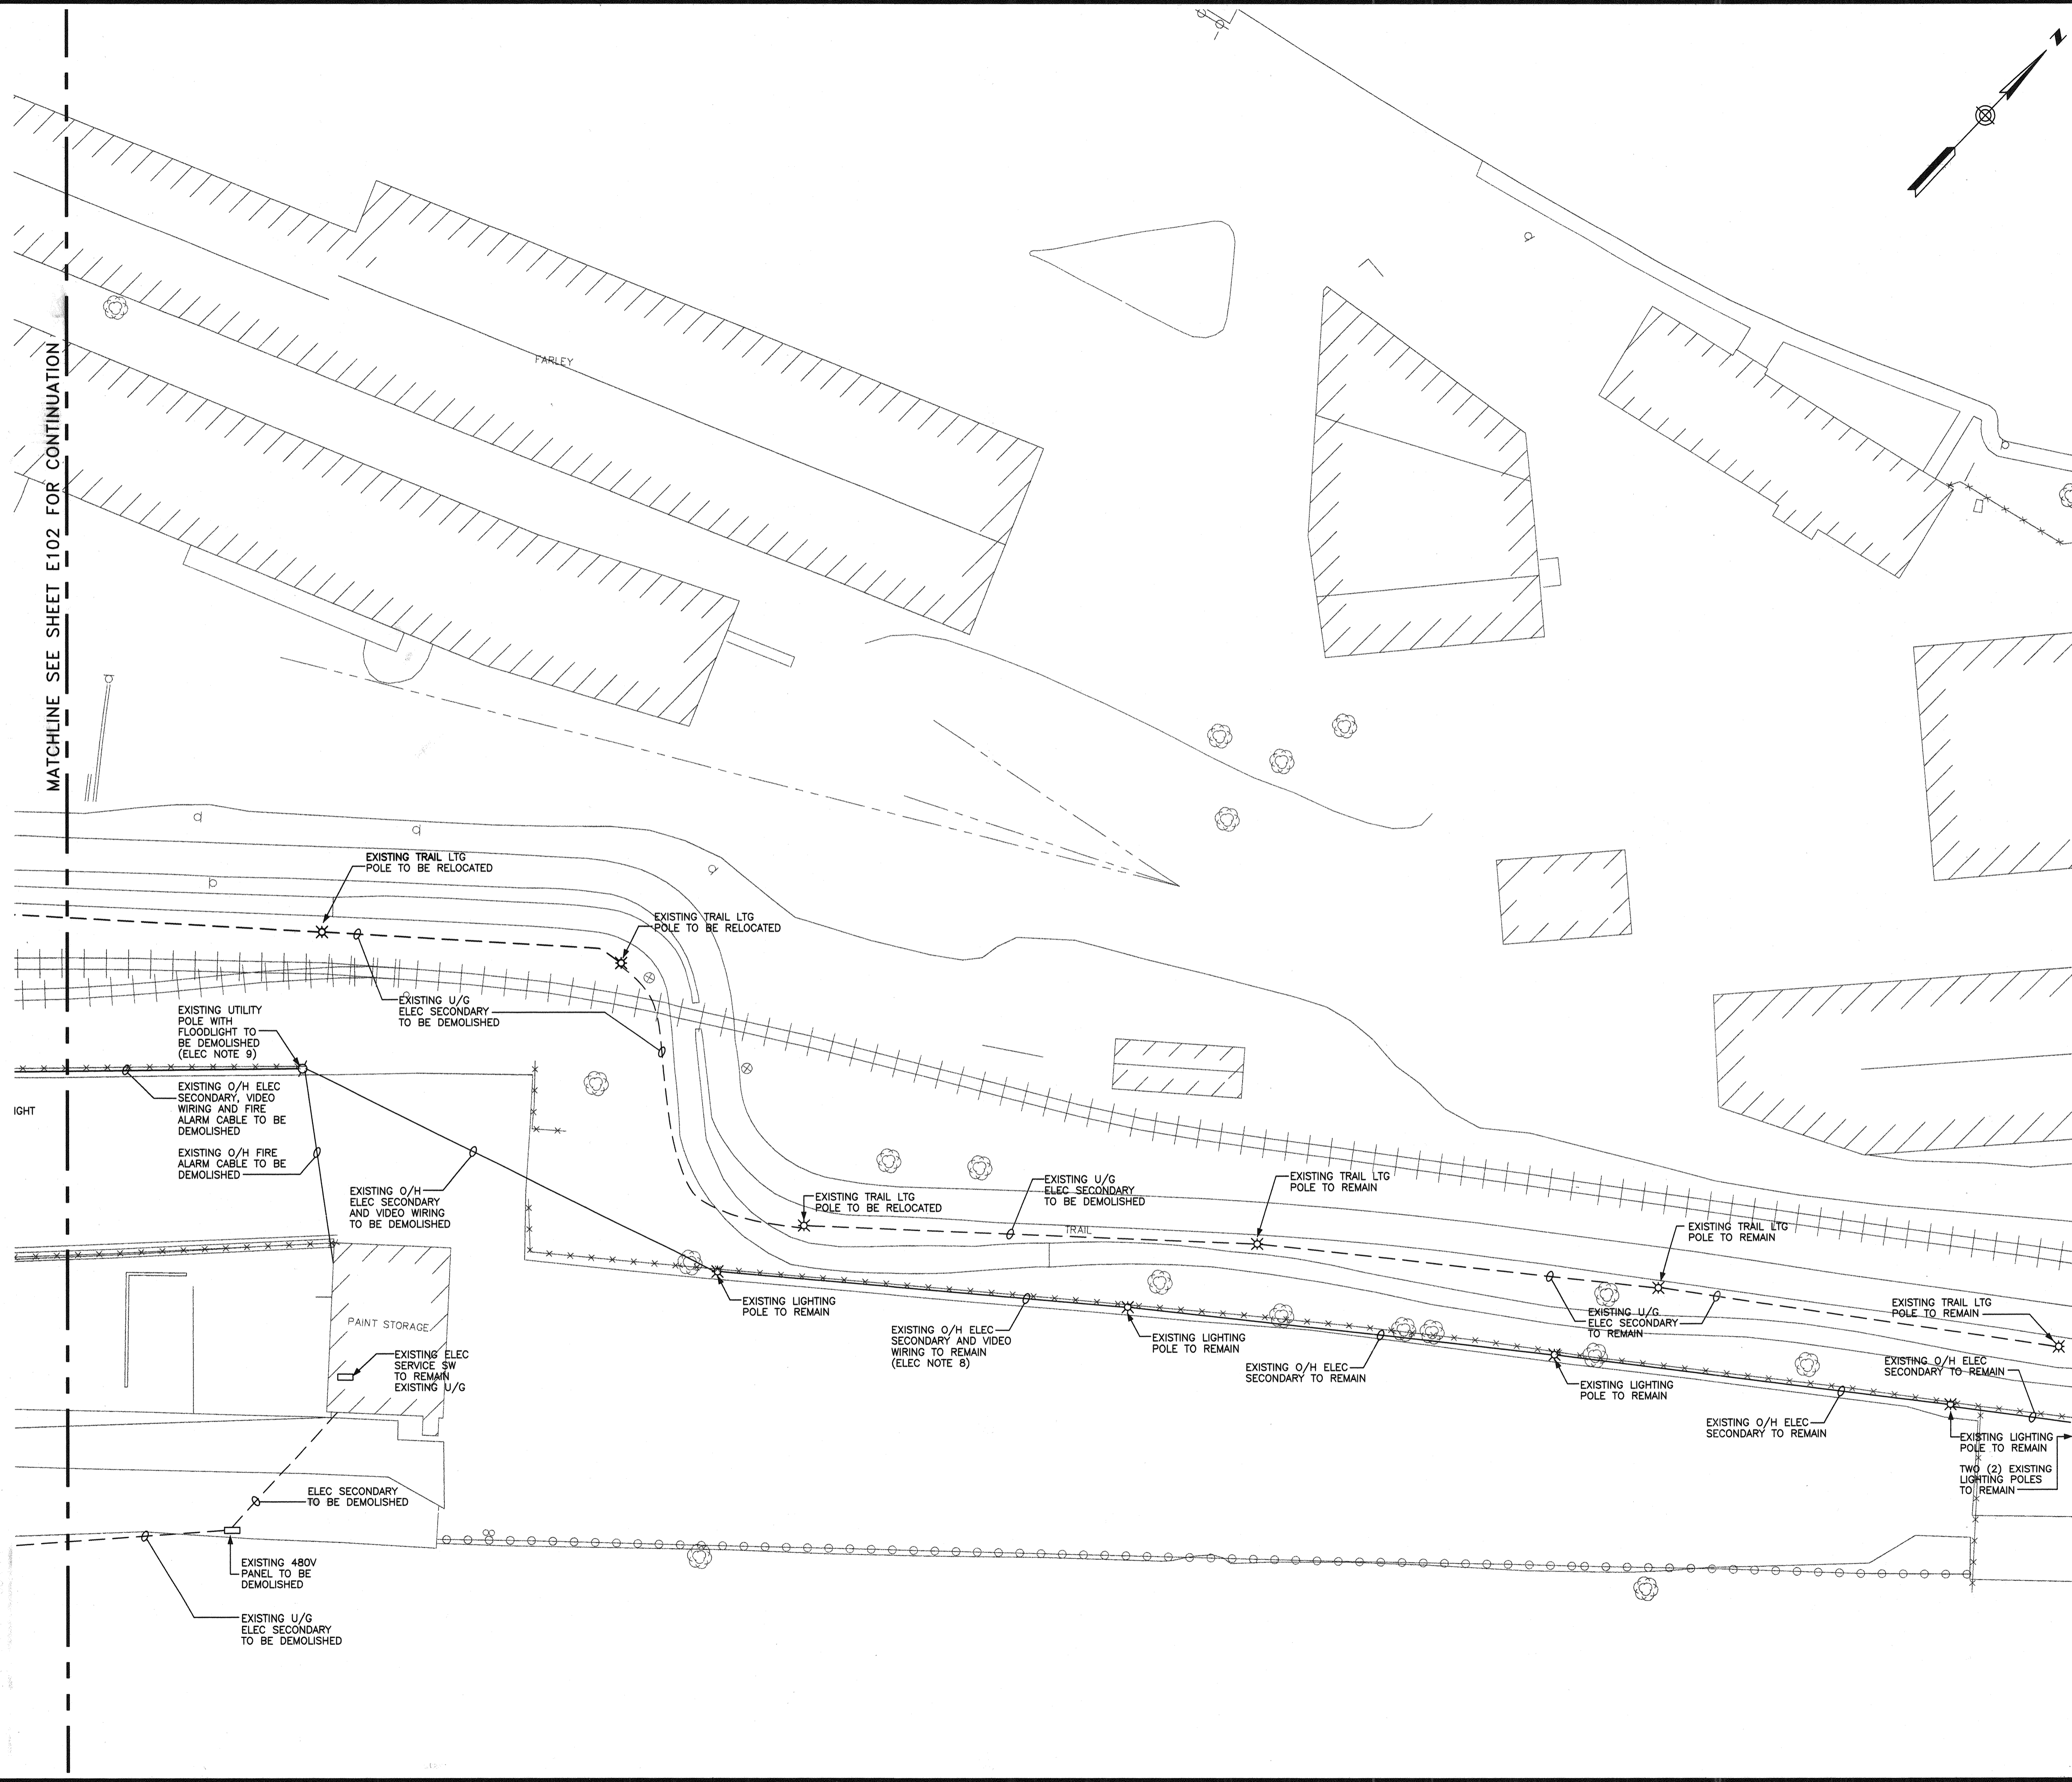 N
MATCHLINE SEE SHEET E102 FOR CONTINUATION
FARLEY
EXISTING TRAIL LTG
POLE TO BE RELOCATED
EXISTING TRAIL LTG
POLE TO BE RELOCATED
EXISTING U/G
ELEC SECONDARY
TO BE DEMOLISHED
EXISTING UTILITY
POLE WITH
FLOODLIGHT TO
BE DEMOLISHED
(ELEC NOTE 9)
EXISTING O/H ELEC
SECONDARY, VIDEO
WIRING AND FIRE
ALARM CABLE TO BE
DEMOLISHED
IGHT
EXISTING O/H FIRE
ALARM CABLE TO BE
DEMOLISHED
EXISTING O/H
ELEC SECONDARY
AND VIDEO WIRING
TO BE DEMOLISHED
EXISTING TRAIL LTG
POLE TO BE RELOCATED
EXISTING U/G
ELEC SECONDARY
TO BE DEMOLISHED
TRAIL
EXISTING TRAIL LTG
POLE TO REMAIN
EXISTING TRAIL LTG
POLE TO REMAIN
EXISTING LIGHTING
POLE TO REMAIN
EXISTING O/H ELEC
SECONDARY AND VIDEO
WIRING TO REMAIN
(ELEC NOTE 8)
EXISTING LIGHTING
POLE TO REMAIN
EXISTING O/H ELEC
SECONDARY TO REMAIN
EXISTING U/G
ELEC SECONDARY
TO REMAIN
EXISTING TRAIL LTG
POLE TO REMAIN
EXISTING O/H ELEC
SECONDARY TO REMAIN
EXISTING LIGHTING
POLE TO REMAIN
EXISTING O/H ELEC
SECONDARY TO REMAIN
EXISTING LIGHTING
POLE TO REMAIN
TWO (2) EXISTING
LIGHTING POLES
TO REMAIN
PAINT STORAGE
EXISTING ELEC
SERVICE SW
TO REMAIN
EXISTING U/G
ELEC SECONDARY
TO BE DEMOLISHED
EXISTING 480V
PANEL TO BE
DEMOLISHED
EXISTING U/G
ELEC SECONDARY
TO BE DEMOLISHED